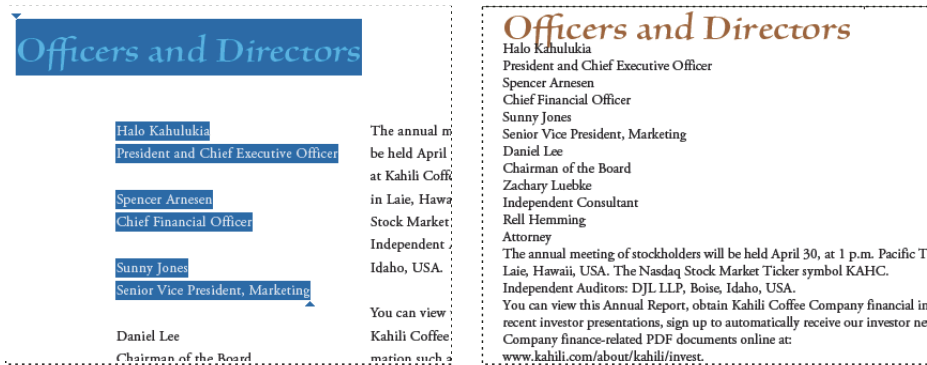 Officers and Directors
Halo Kahulukia
President and Chief Executive Officer
Spencer Arnesen
Chief Financial Officer
Sunny Jones
Senior Vice President, Marketing
Daniel Lee
Chairman of the Board
The annual
be held April
at Kahili
in Laie,
Stock Market
Independent
Idaho, USA.
You can view
Kahili Coffee
such
Officers and Directors
Halo Kahulukia
President and Chief Executive Officer
Spencer Arnesen
Chief Financial Officer
Sunny Jones
Senior Vice President, Marketing
Daniel Lee
Chairman of the Board
Zachary Luebke
Independent Consultant
Rell Hemming
Attorney
The annual meeting of stockholders will be held April 30, at 1 p.m. Pacific
Laie, Hawaii, USA. The Nasdaq Stock Market Ticker symbol KAHC.
Independent Auditors: DJL LLP, Boise, Idaho, USA.
You can view this Annual Report, obtain Kahili Coffee Company financial
recent investor presentations, sign up to automatically receive our investor
Company finance-related PDF documents online at:
www.kahili.com/about/kahili/invest.